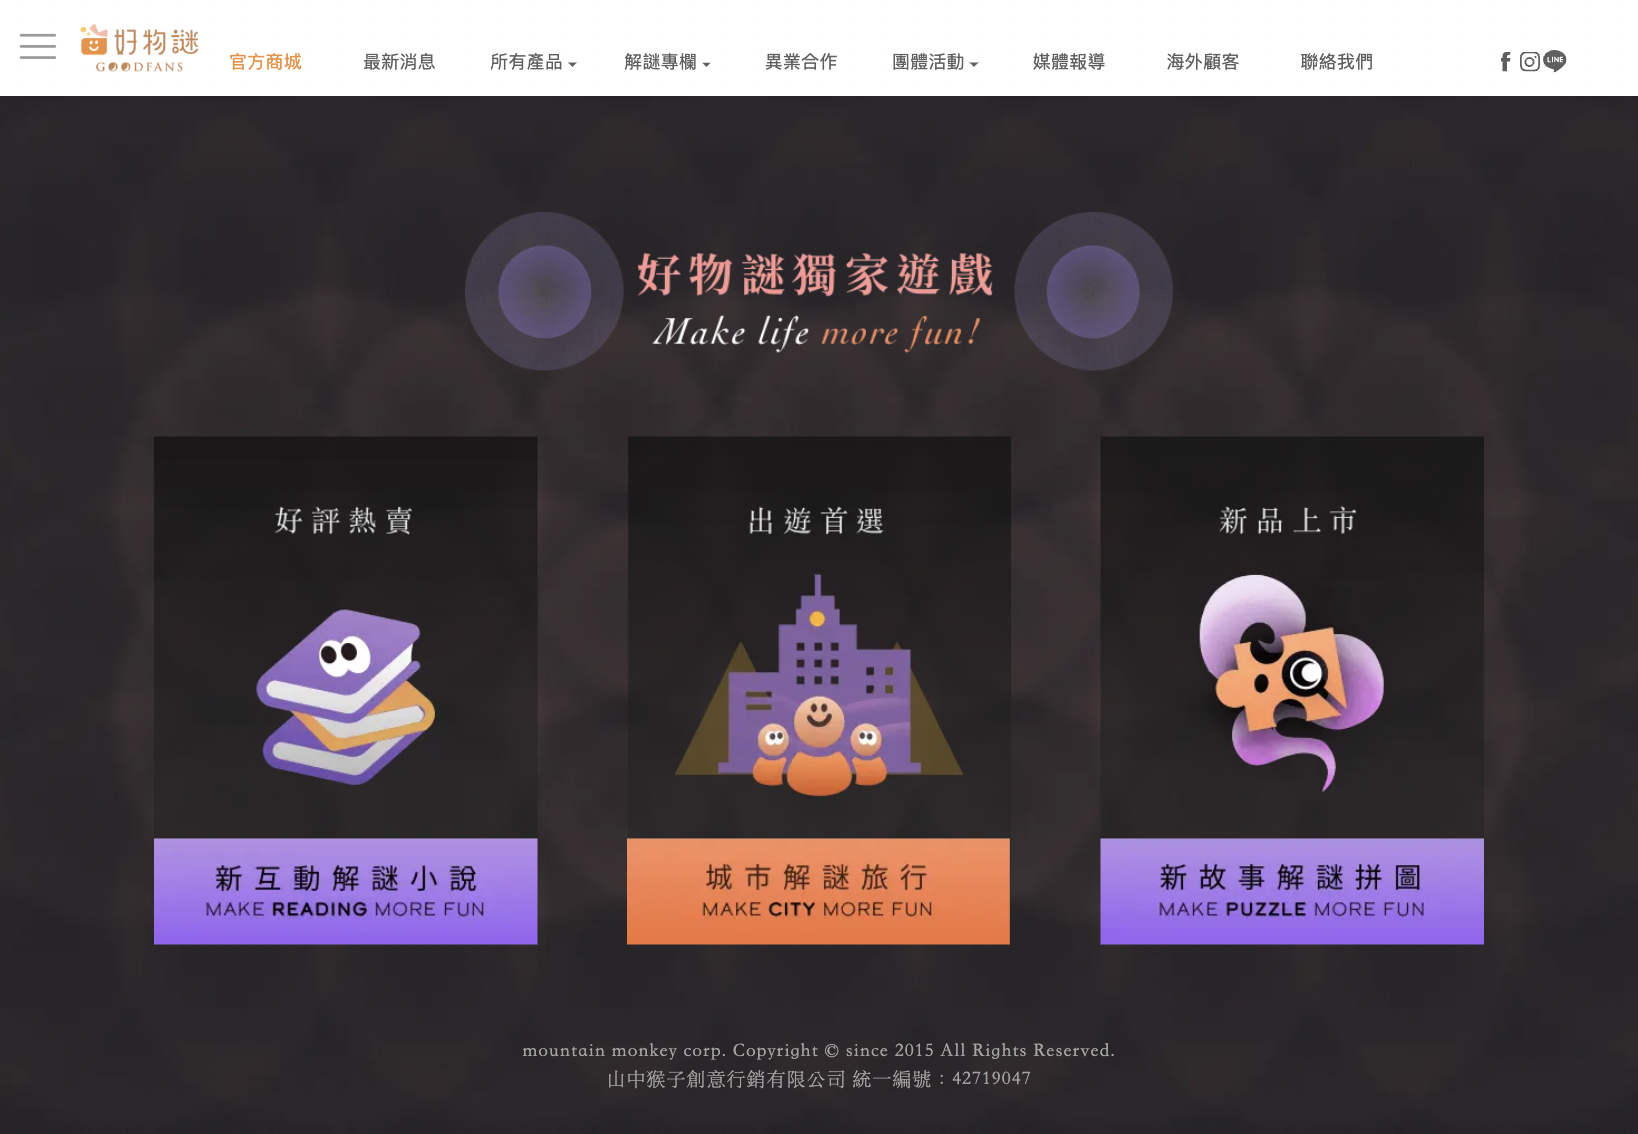 好物謎
GOODFANS
官方商城
最新消息
所有產品
解謎專欄
異業合作
團體活動
媒體報導
海外顧客
聯絡我們
LINE
好物謎獨家遊戲
Make life more fun!
好評熱賣
出遊首選
新品上市
新互動解謎小說
MAKE READING MORE FUN
城市解謎旅行
MAKE CITY MORE FUN
新故事解謎拼圖
MAKE PUZZLE MORE FUN
mountain monkey corp. Copyright © since 2015 All Rights Reserved.
山中猴子創意行銷有限公司 統一編號：42719047